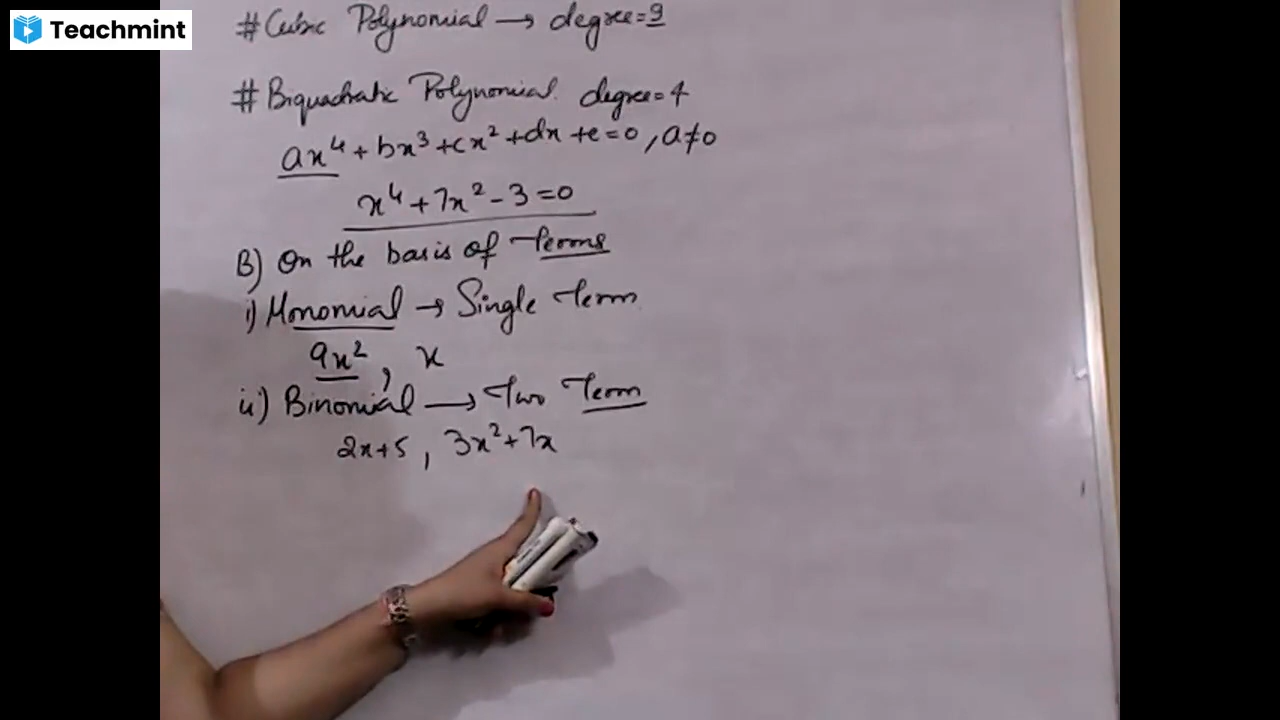 Teachmint
# Cubic Polynomial → degree=3
# Biquadratic Polynomial. degree=4
ax⁴ + bx³ + cx² + dx + e = 0, a≠0
x⁴ + 7x² - 3 = 0
B) On the basis of Terms
i) Monomial → Single Term
9x², x
ii) Binomial → Two Term
2x+5, 3x²+7x